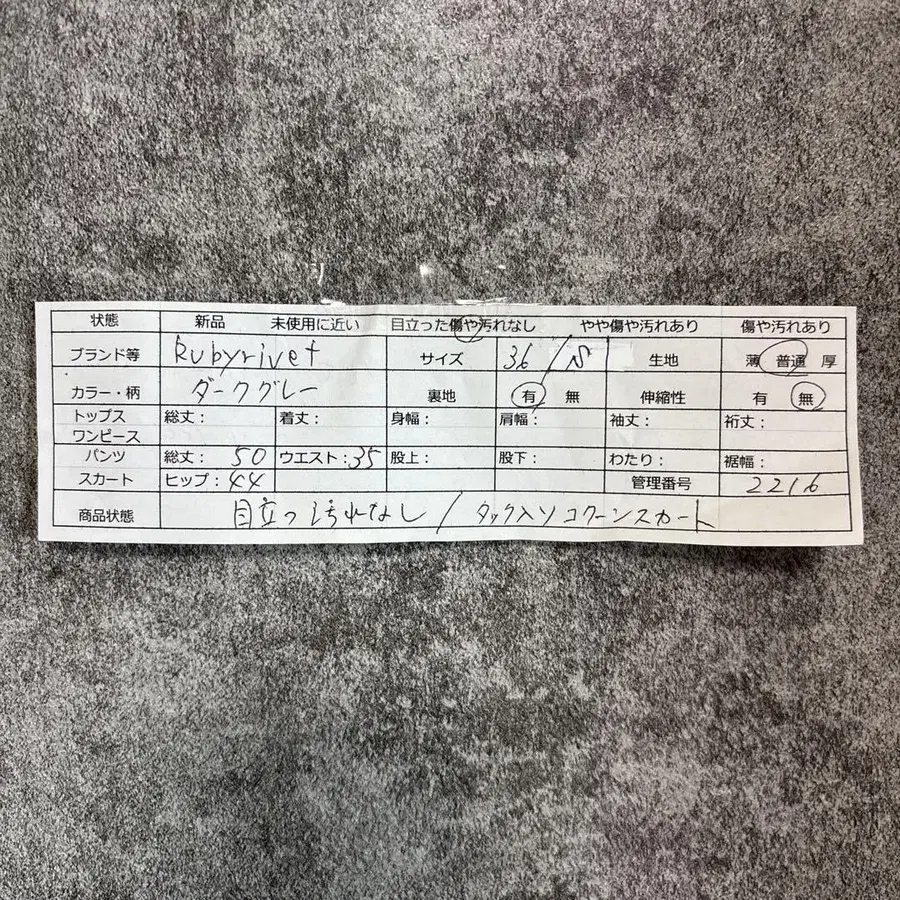 状態 新品 未使用に近い 目立った傷や汚れなし やや傷や汚れあり 傷や汚れあり
ブランド等 Rubyrivet サイズ 36/S 生地 薄 普通 厚
カラー・柄 ダークグレー 裏地 有 無 伸縮性 有 無
トップス ワンピース 総丈: 着丈: 身幅: 肩幅: 袖丈: 裄丈:
パンツ 総丈: 50 ウエスト:35 股上: 股下: わたり: 裾幅:
スカート ヒップ: 44 管理番号 2216
商品状態 目立つ汚れなし/タック入りコクーンスカート